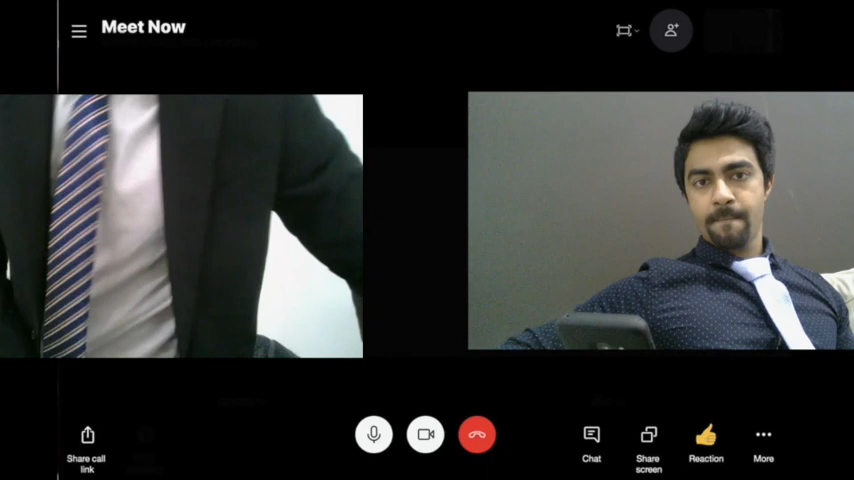 Meet Now
Share call
link
Chat
Share
screen
Reaction
More